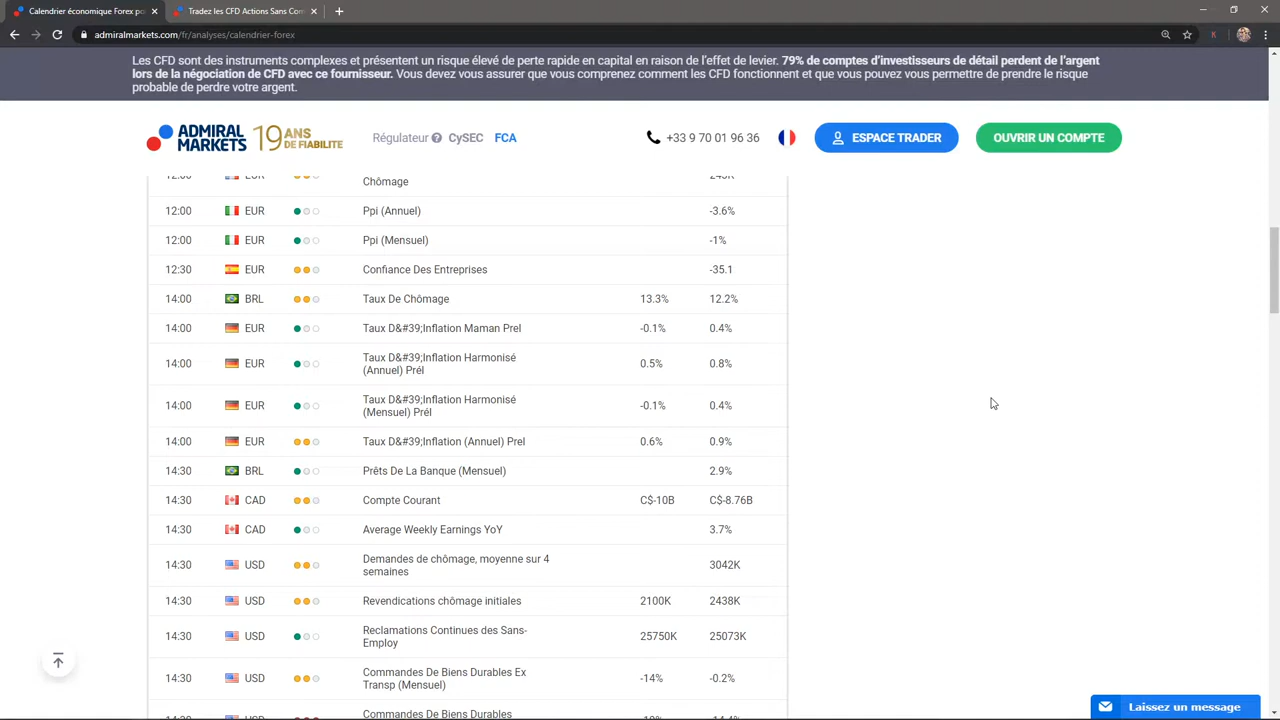 Calendrier économique Forex po
Trades les CFD Actions Sans Com
admiralmarkets.com/fr/analyses/calendrier-forex
K
Les CFD sont des instruments complexes et présentent un risque élevé de perte rapide en capital en raison de l'effet de levier. 79% de comptes d'investisseurs de détail perdent de l'argent
lors de la négociation de CFD avec ce fournisseur. Vous devez vous assurer que vous comprenez comment les CFD fonctionnent et que vous pouvez vous permettre de prendre le risque
probable de perdre votre argent.
ADMIRAL MARKETS 19 ANS DE FIABILITE
Régulateur ? CySEC FCA
+33 9 70 01 96 36
ESPACE TRADER
OUVRIR UN COMPTE
12:00 EUR Chômage 243K
12:00 EUR Ppi (Annuel) -3.6%
12:00 EUR Ppi (Mensuel) -1%
12:30 EUR Confiance Des Entreprises -35.1
14:00 BRL Taux De Chômage 13.3% 12.2%
14:00 EUR Taux D&#39;Inflation Maman Prel -0.1% 0.4%
14:00 EUR Taux D&#39;Inflation Harmonisé
(Annuel) Prél 0.5% 0.8%
14:00 EUR Taux D&#39;Inflation Harmonisé
(Mensuel) Prél -0.1% 0.4%
14:00 EUR Taux D&#39;Inflation (Annuel) Prel 0.6% 0.9%
14:30 BRL Prêts De La Banque (Mensuel) 2.9%
14:30 CAD Compte Courant C$-10B C$-8.76B
14:30 CAD Average Weekly Earnings YoY 3.7%
14:30 USD Demandes de chômage, moyenne sur 4
semaines 3042K
14:30 USD Revendications chômage initiales 2100K 2438K
14:30 USD Reclamations Continues des Sans-
Employ 25750K 25073K
14:30 USD Commandes De Biens Durables Ex
Transp (Mensuel) -14% -0.2%
14:30 USD Commandes De Biens Durables
Laissez un message